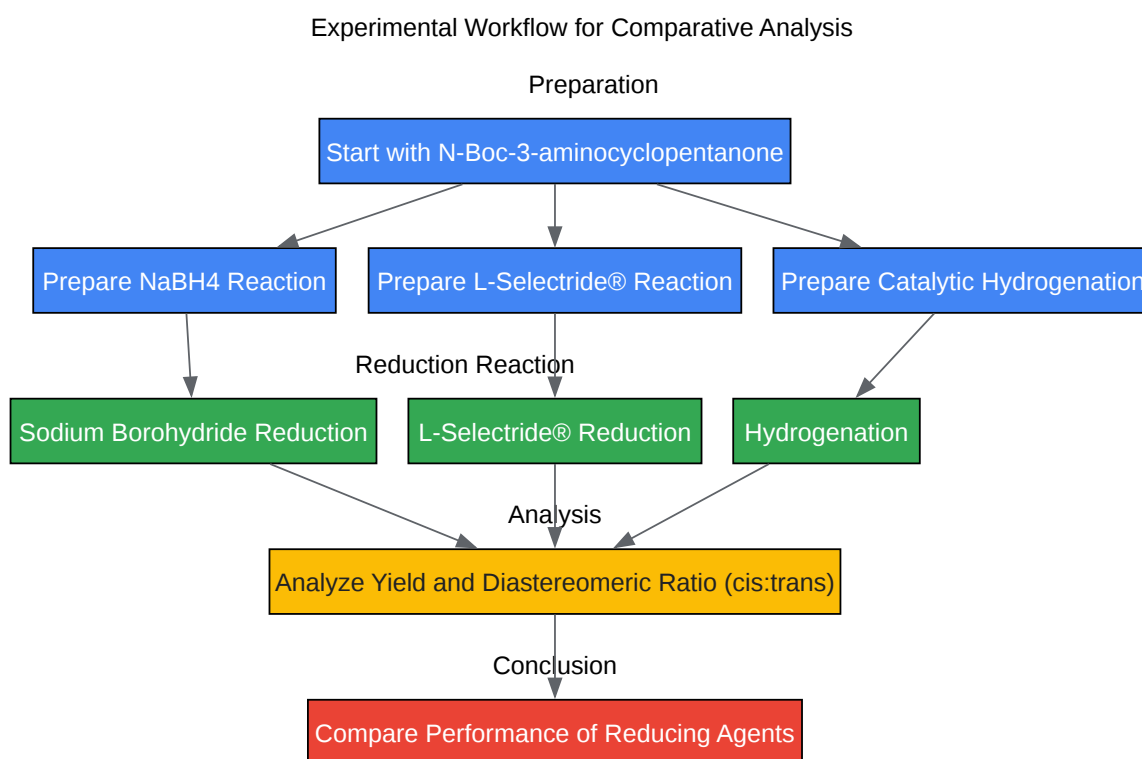 Experimental Workflow for Comparative Analysis
Preparation
Start with N-Boc-3-aminocyclopentanone
Prepare NaBH4 Reaction
Prepare L-Selectride® Reaction
Prepare Catalytic Hydrogenation
Reduction Reaction
Sodium Borohydride Reduction
L-Selectride® Reduction
Hydrogenation
Analysis
Analyze Yield and Diastereomeric Ratio (cis:trans)
Conclusion
Compare Performance of Reducing Agents